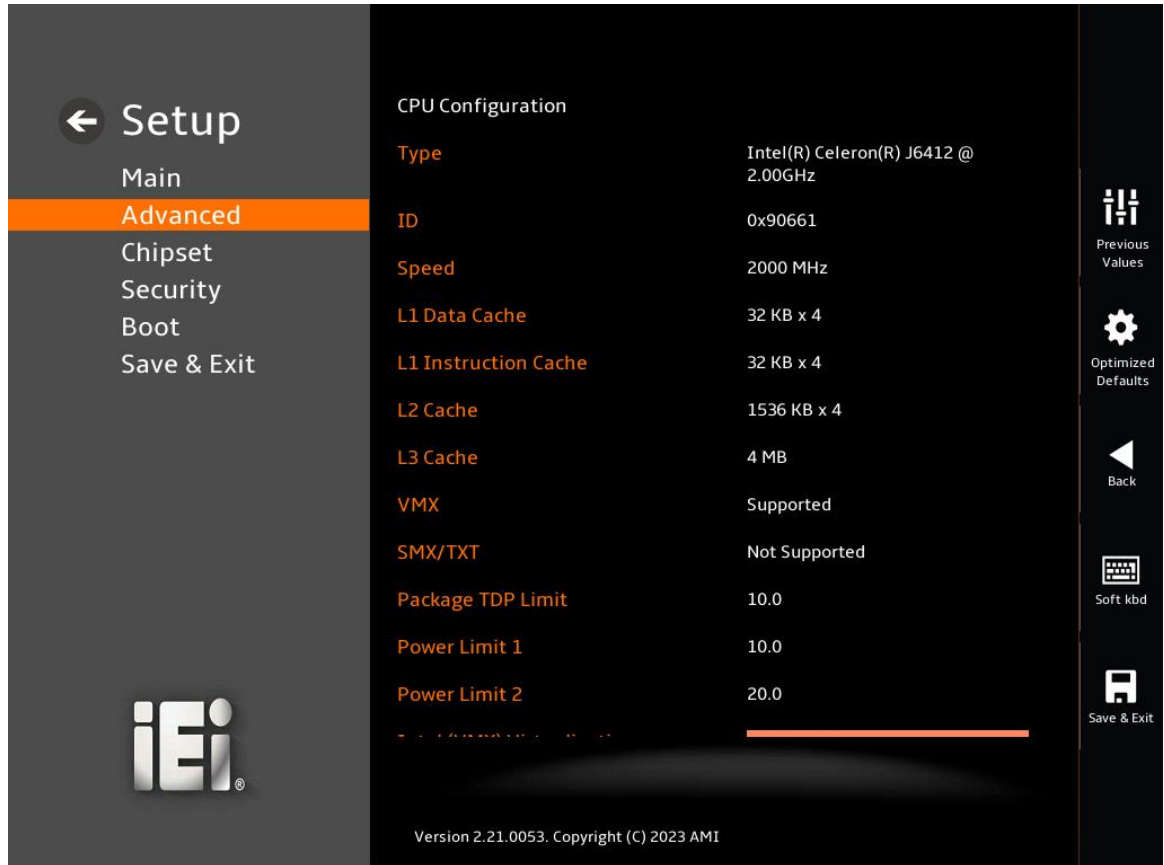 Setup
Main
Advanced
Chipset
Security
Boot
Save & Exit
CPU Configuration
Type Intel(R) Celeron(R) J6412 @
2.00GHz
ID 0x90661
Speed 2000 MHz
L1 Data Cache 32 KB x 4
L1 Instruction Cache 32 KB x 4
L2 Cache 1536 KB x 4
L3 Cache 4 MB
VMX Supported
SMX/TXT Not Supported
Package TDP Limit 10.0
Power Limit 1 10.0
Power Limit 2 20.0
Previous
Values
Optimized
Defaults
Back
Soft kbd
Save & Exit
iEi®
Version 2.21.0053. Copyright (C) 2023 AMI